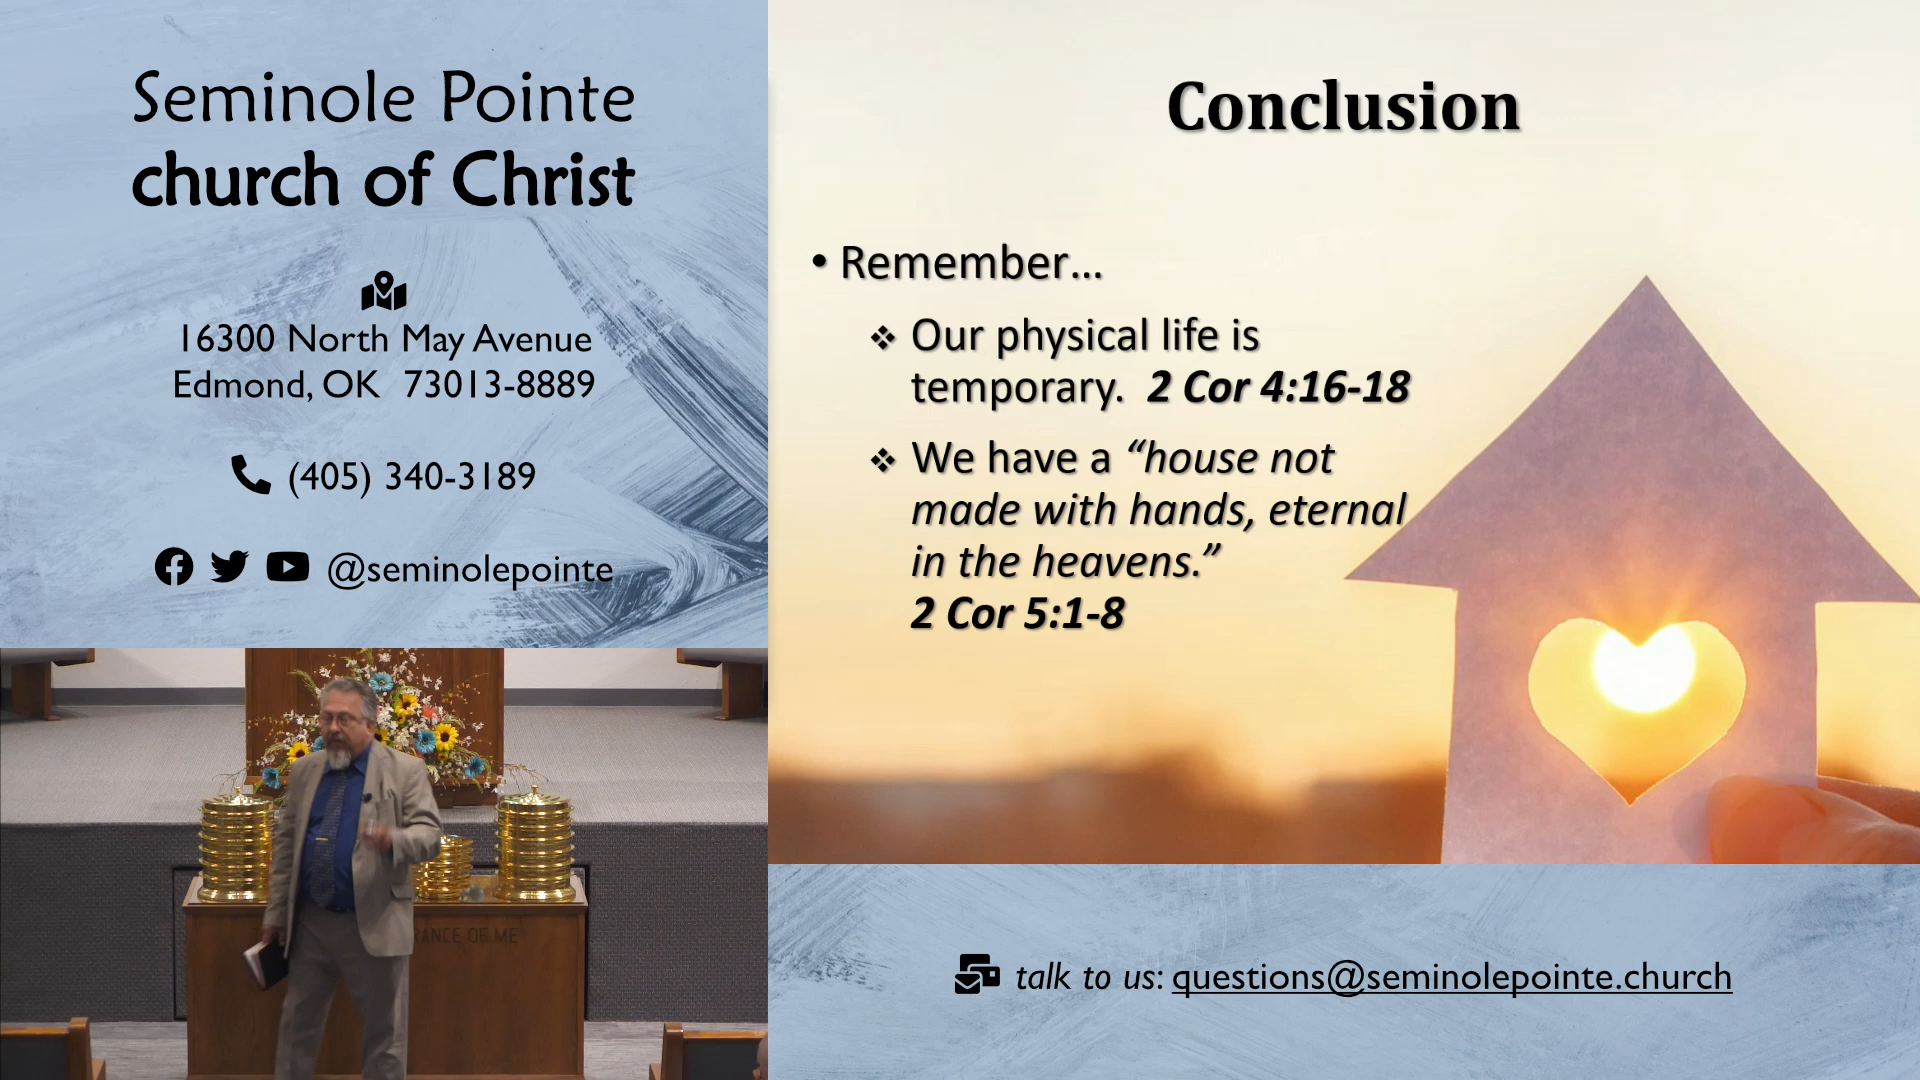 Seminole Pointe
church of Christ
16300 North May Avenue
Edmond, OK 73013-8889
(405) 340-3189
@seminolepointe
Conclusion
• Remember...
❖ Our physical life is
temporary. 2 Cor 4:16-18
❖ We have a “house not
made with hands, eternal
in the heavens.”
2 Cor 5:1-8
OF ME
talk to us: questions@seminolepointe.church